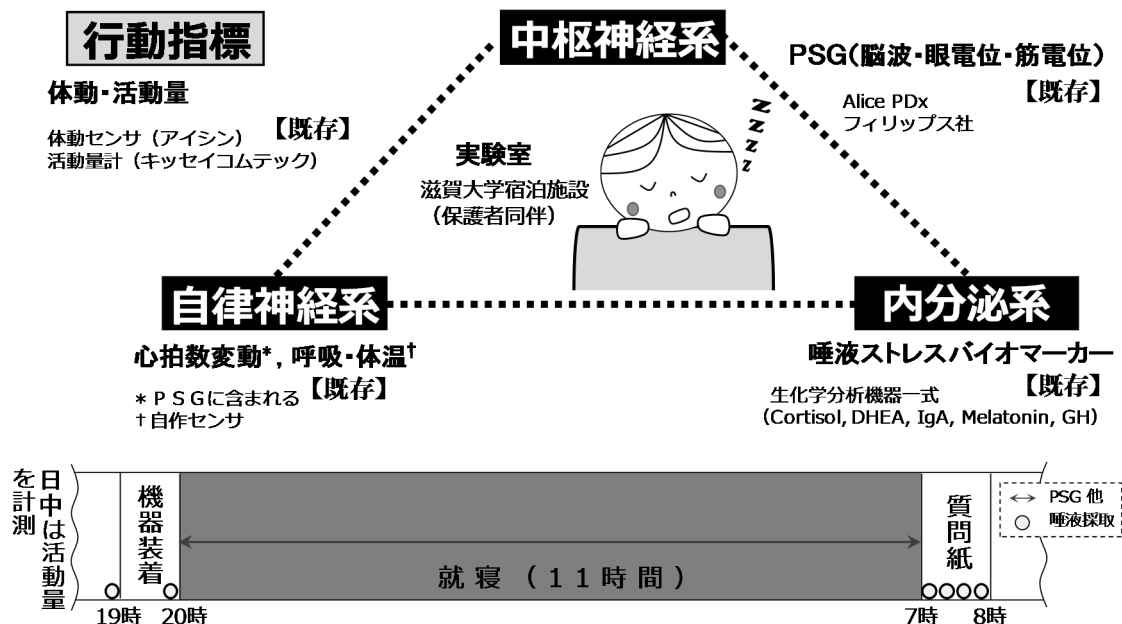 行動指標
体動・活動量
体動センサ（アイシン）
活動量計（キッセイコムテック）
【既存】
中枢神経系
PSG（脳波・眼電位・筋電位）
【既存】
Alice PDx
フィリップス社
実験室
滋賀大学宿泊施設
（保護者同伴）
zzzz
自律神経系
心拍数変動*，呼吸・体温†
【既存】
* ＰＳＧに含まれる
† 自作センサ
内分泌系
唾液ストレスバイオマーカー
【既存】
生化学分析機器一式
（Cortisol, DHEA, IgA, Melatonin, GH）
日中は活動量
を計測
機器装着
就寝（１１時間）
質問紙
↔ PSG 他
○ 唾液採取
19時
20時
7時
8時